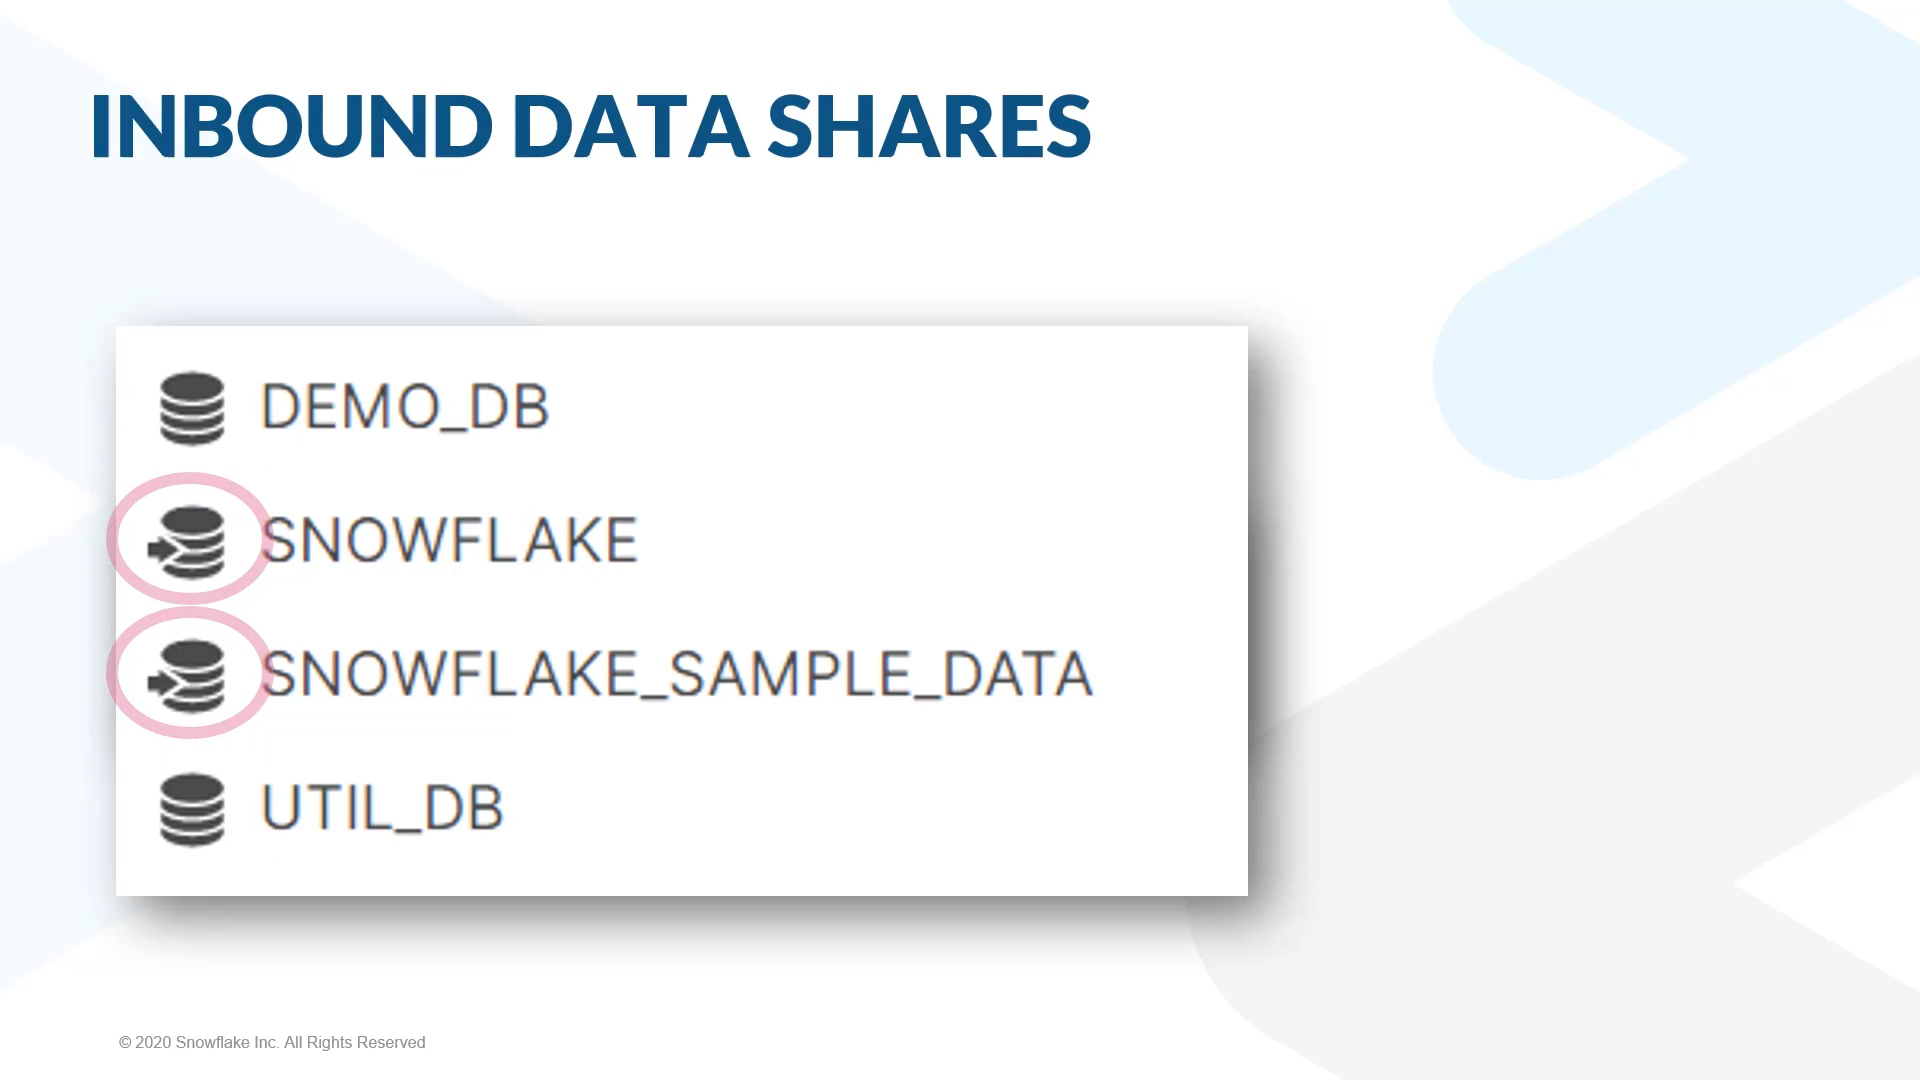 INBOUND DATA SHARES
DEMO_DB
SNOWFLAKE
SNOWFLAKE_SAMPLE_DATA
UTIL_DB
© 2020 Snowflake Inc. All Rights Reserved